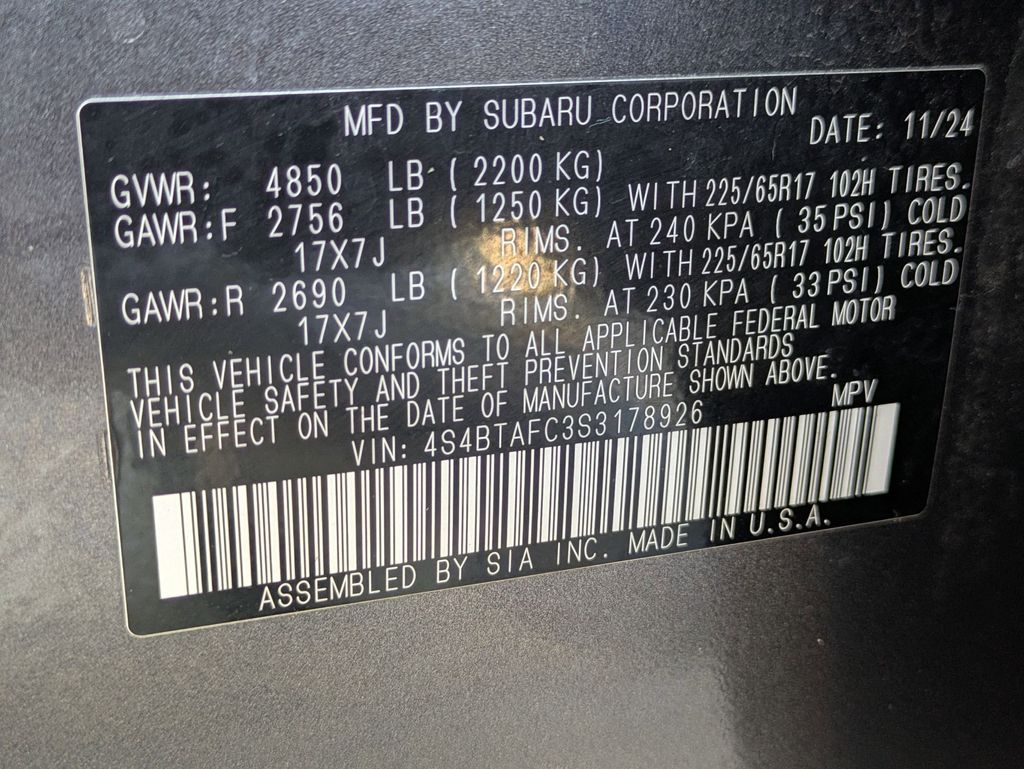 MFD BY SUBARU CORPORATION DATE: 11/24
GVWR: 4850 LB ( 2200 KG)
GAWR:F 2756 LB ( 1250 KG) WITH 225/65R17 102H TIRES.
17X7J RIMS. AT 240 KPA ( 35 PSI) COLD
GAWR:R 2690 LB ( 1220 KG) WITH 225/65R17 102H TIRES.
17X7J RIMS. AT 230 KPA ( 33 PSI) COLD
THIS VEHICLE CONFORMS TO ALL APPLICABLE FEDERAL MOTOR
VEHICLE SAFETY AND THEFT PREVENTION STANDARDS
IN EFFECT ON THE DATE OF MANUFACTURE SHOWN ABOVE.
VIN: 4S4BTAFC3S3178926 MPV
ASSEMBLED BY SIA INC. MADE IN U.S.A.